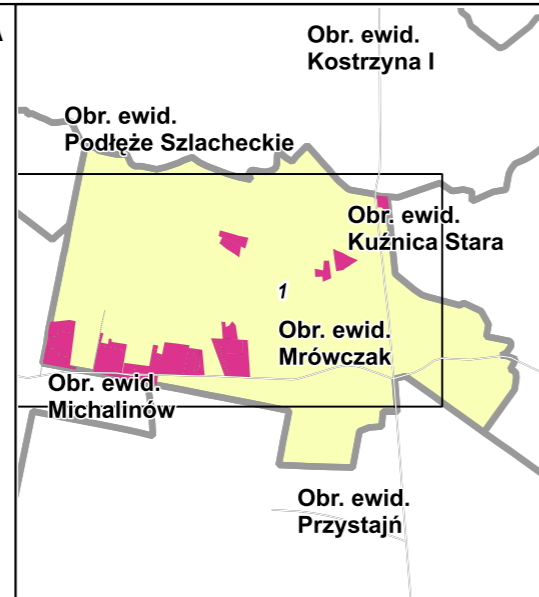 A
Obr. ewid.
Kostrzyna I
Obr. ewid.
Podłęże Szlacheckie
Obr. ewid.
Kuźnica Stara
1
Obr. ewid.
Mrówczak
Obr. ewid.
Michalinów
Obr. ewid.
Przystajń